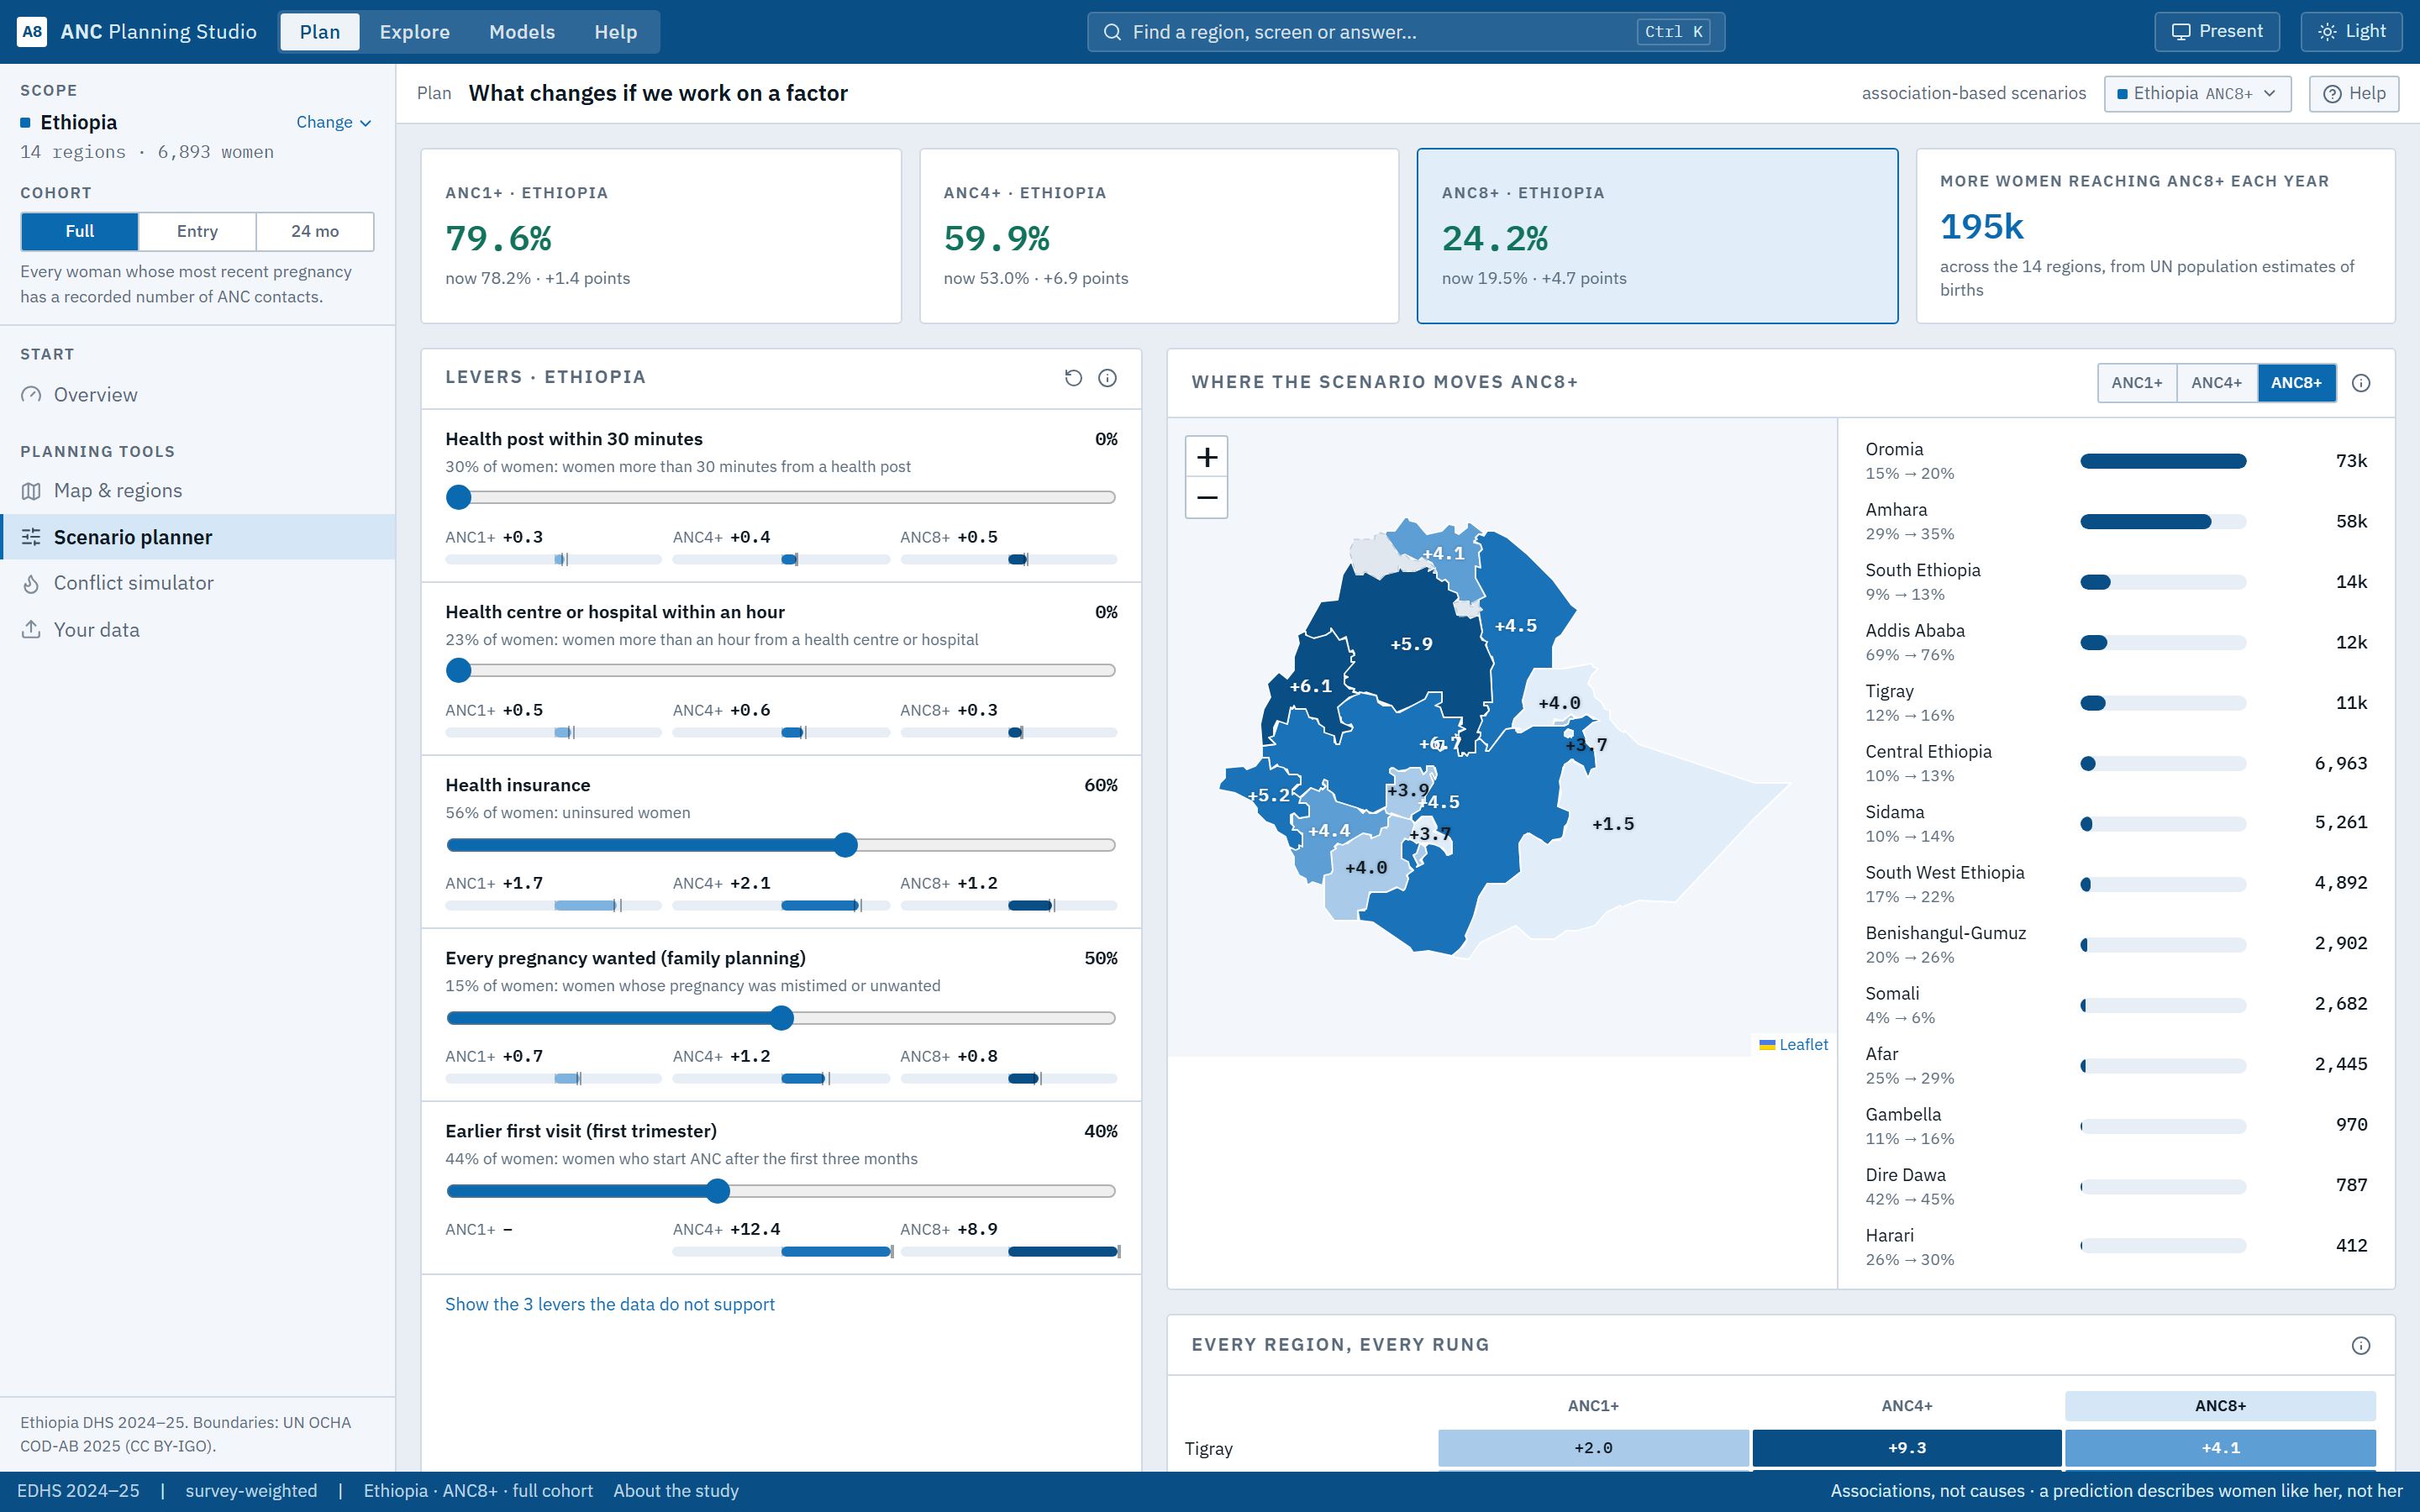 A8 ANC Planning Studio Plan Explore Models Help Find a region, screen or answer... Ctrl K Present Light
SCOPE
Ethiopia Change
14 regions · 6,893 women
COHORT
Full Entry 24 mo
Every woman whose most recent pregnancy
has a recorded number of ANC contacts.
START
Overview
PLANNING TOOLS
Map & regions
Scenario planner
Conflict simulator
Your data
Ethiopia DHS 2024–25. Boundaries: UN OCHA
COD-AB 2025 (CC BY-IGO).
Plan What changes if we work on a factor association-based scenarios Ethiopia ANC8+ Help
ANC1+ · ETHIOPIA
79.6%
now 78.2% · +1.4 points
ANC4+ · ETHIOPIA
59.9%
now 53.0% · +6.9 points
ANC8+ · ETHIOPIA
24.2%
now 19.5% · +4.7 points
MORE WOMEN REACHING ANC8+ EACH YEAR
195k
across the 14 regions, from UN population estimates of
births
LEVERS · ETHIOPIA
Health post within 30 minutes 0%
30% of women: women more than 30 minutes from a health post
ANC1+ +0.3 ANC4+ +0.4 ANC8+ +0.5
Health centre or hospital within an hour 0%
23% of women: women more than an hour from a health centre or hospital
ANC1+ +0.5 ANC4+ +0.6 ANC8+ +0.3
Health insurance 60%
56% of women: uninsured women
ANC1+ +1.7 ANC4+ +2.1 ANC8+ +1.2
Every pregnancy wanted (family planning) 50%
15% of women: women whose pregnancy was mistimed or unwanted
ANC1+ +0.7 ANC4+ +1.2 ANC8+ +0.8
Earlier first visit (first trimester) 40%
44% of women: women who start ANC after the first three months
ANC1+ – ANC4+ +12.4 ANC8+ +8.9
Show the 3 levers the data do not support
WHERE THE SCENARIO MOVES ANC8+ ANC1+ ANC4+ ANC8+
+
−
+4.1
+4.5
+5.9
+6.1
+4.0
+3.7
+5.2
+3.9
+4.5
+1.5
+4.4
+3.7
+4.0
Leaflet
Oromia 73k
15% → 20%
Amhara 58k
29% → 35%
South Ethiopia 14k
9% → 13%
Addis Ababa 12k
69% → 76%
Tigray 11k
12% → 16%
Central Ethiopia 6,963
10% → 13%
Sidama 5,261
10% → 14%
South West Ethiopia 4,892
17% → 22%
Benishangul-Gumuz 2,902
20% → 26%
Somali 2,682
4% → 6%
Afar 2,445
25% → 29%
Gambella 970
11% → 16%
Dire Dawa 787
42% → 45%
Harari 412
26% → 30%
EVERY REGION, EVERY RUNG
ANC1+ ANC4+ ANC8+
Tigray +2.0 +9.3 +4.1
EDHS 2024–25 | survey-weighted | Ethiopia · ANC8+ · full cohort About the study Associations, not causes · a prediction describes women like her, not her